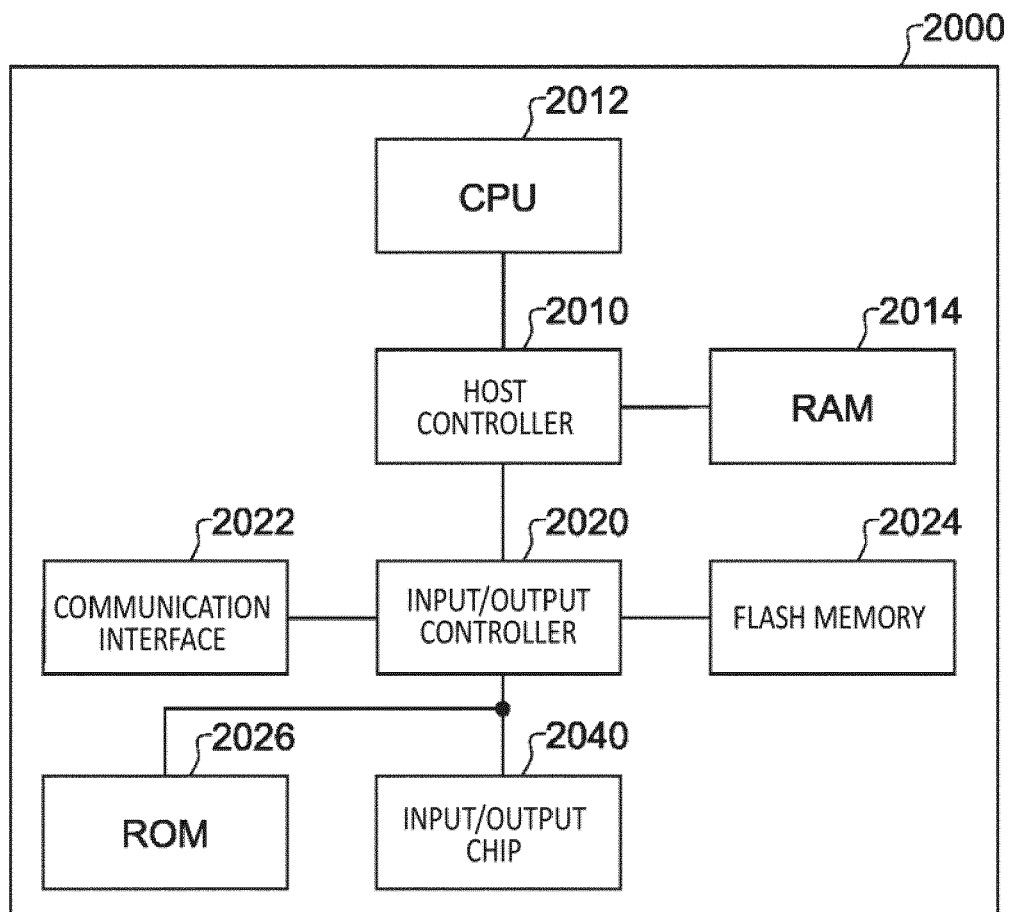 2000
2012
CPU
2010
2014
HOST
CONTROLLER
RAM
2022
2020
2024
COMMUNICATION
INTERFACE
INPUT/OUTPUT
CONTROLLER
FLASH MEMORY
2026
2040
ROM
INPUT/OUTPUT
CHIP